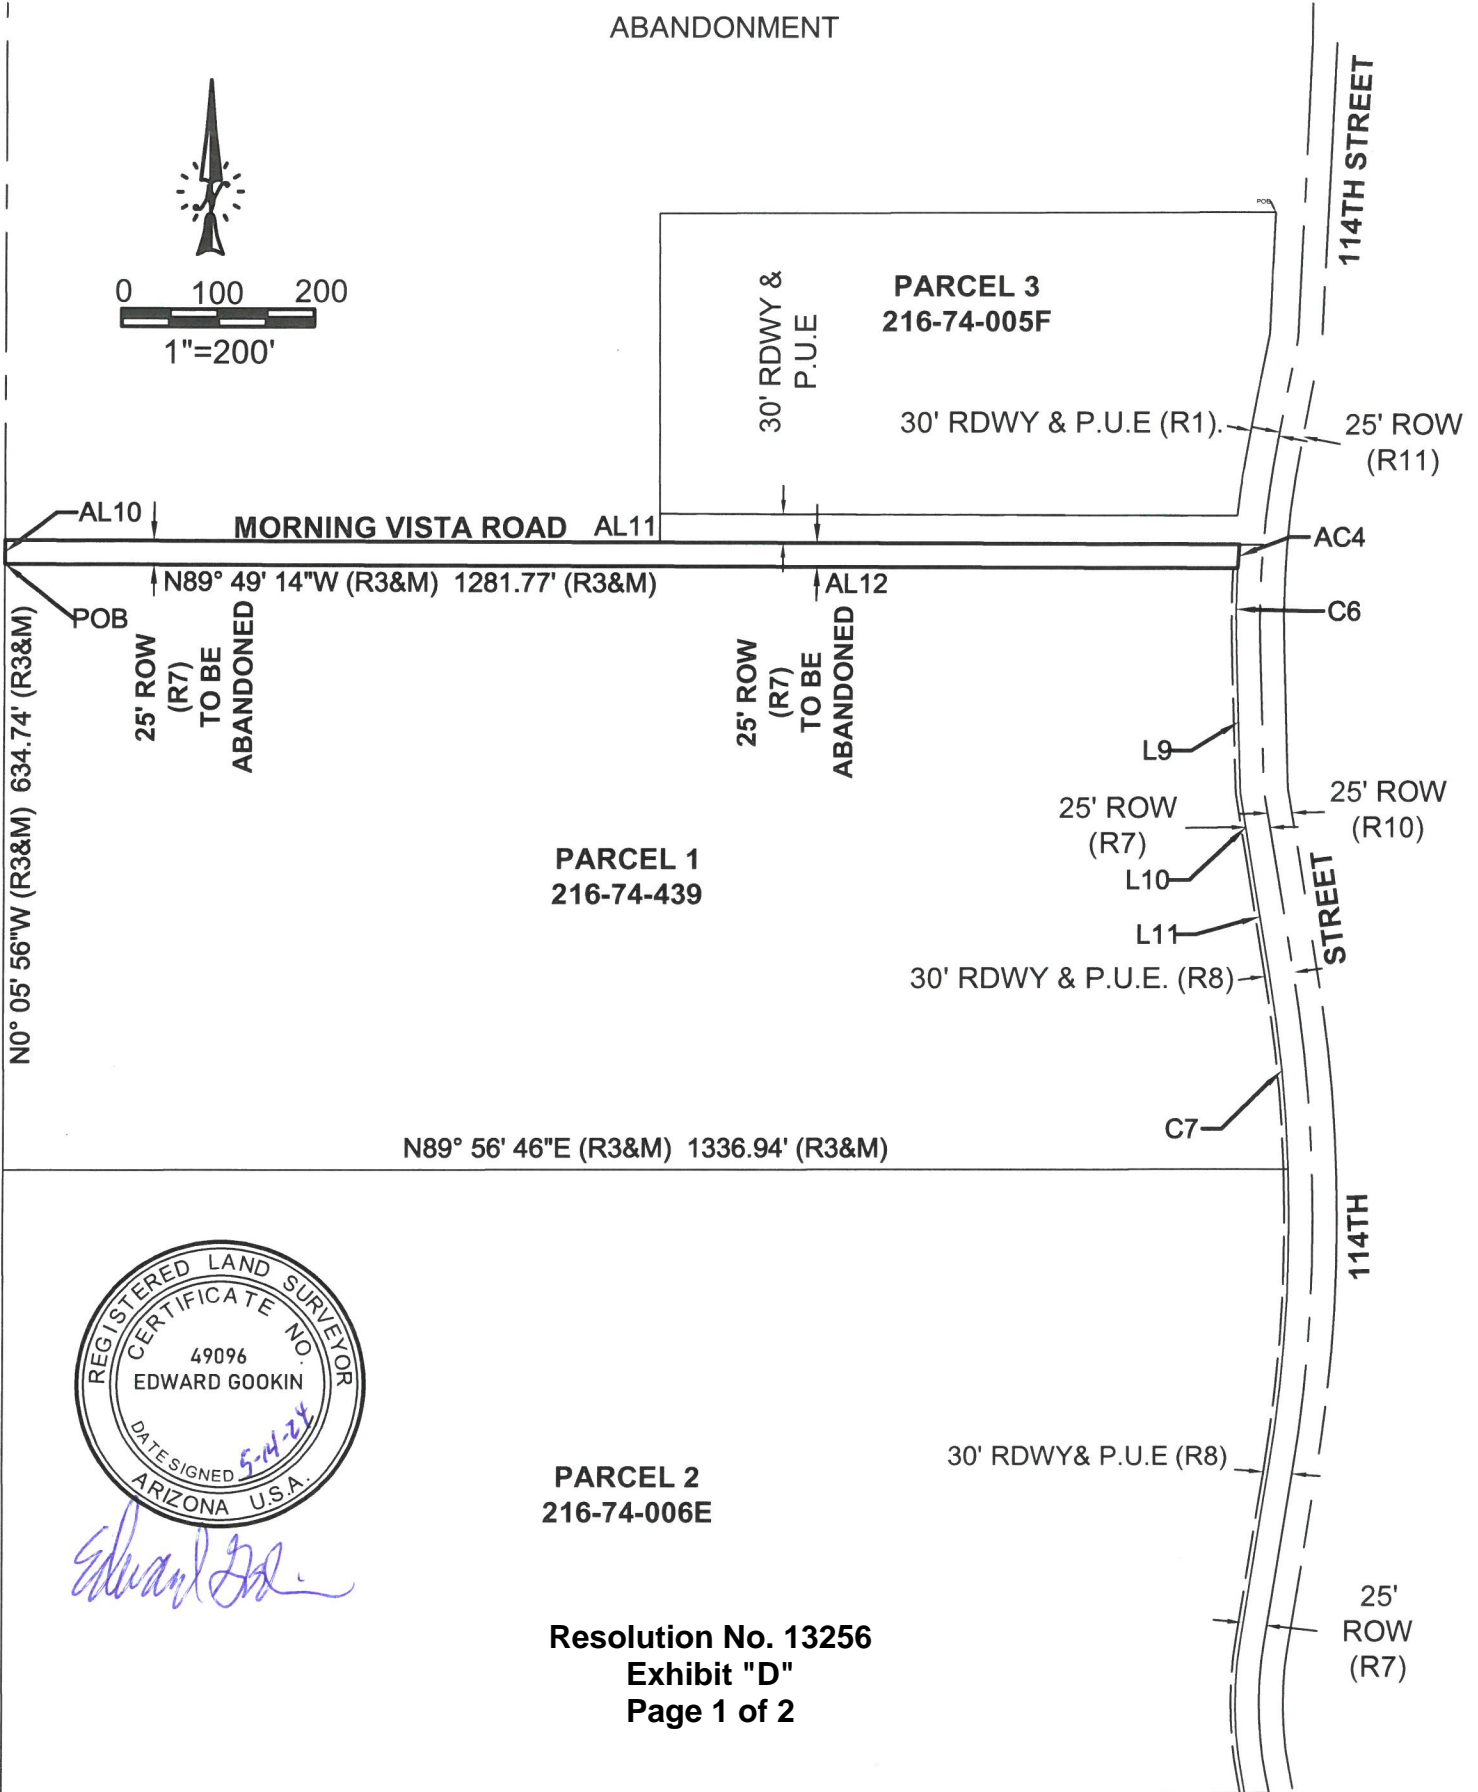 ABANDONMENT
114TH STREET
0 100 200
1"=200'
POB
PARCEL 3
216-74-005F
30' RDWY &
P.U.E
30' RDWY & P.U.E (R1).
25' ROW
(R11)
AL10
MORNING VISTA ROAD
AL11
AC4
N89° 49' 14"W (R3&M) 1281.77' (R3&M)
AL12
POB
C6
25' ROW
(R7)
TO BE
ABANDONED
25' ROW
(R7)
TO BE
ABANDONED
N0° 05' 56"W (R3&M) 634.74' (R3&M)
L9
25' ROW
(R7)
25' ROW
(R10)
PARCEL 1
216-74-439
L10
L11
STREET
30' RDWY & P.U.E. (R8)
C7
N89° 56' 46"E (R3&M) 1336.94' (R3&M)
114TH
REGISTERED LAND SURVEYOR
CERTIFICATE NO.
49096
EDWARD GOOKIN
DATE SIGNED 5-14-24
ARIZONA U.S.A.
30' RDWY& P.U.E (R8)
PARCEL 2
216-74-006E
25'
ROW
(R7)
Resolution No. 13256
Exhibit "D"
Page 1 of 2